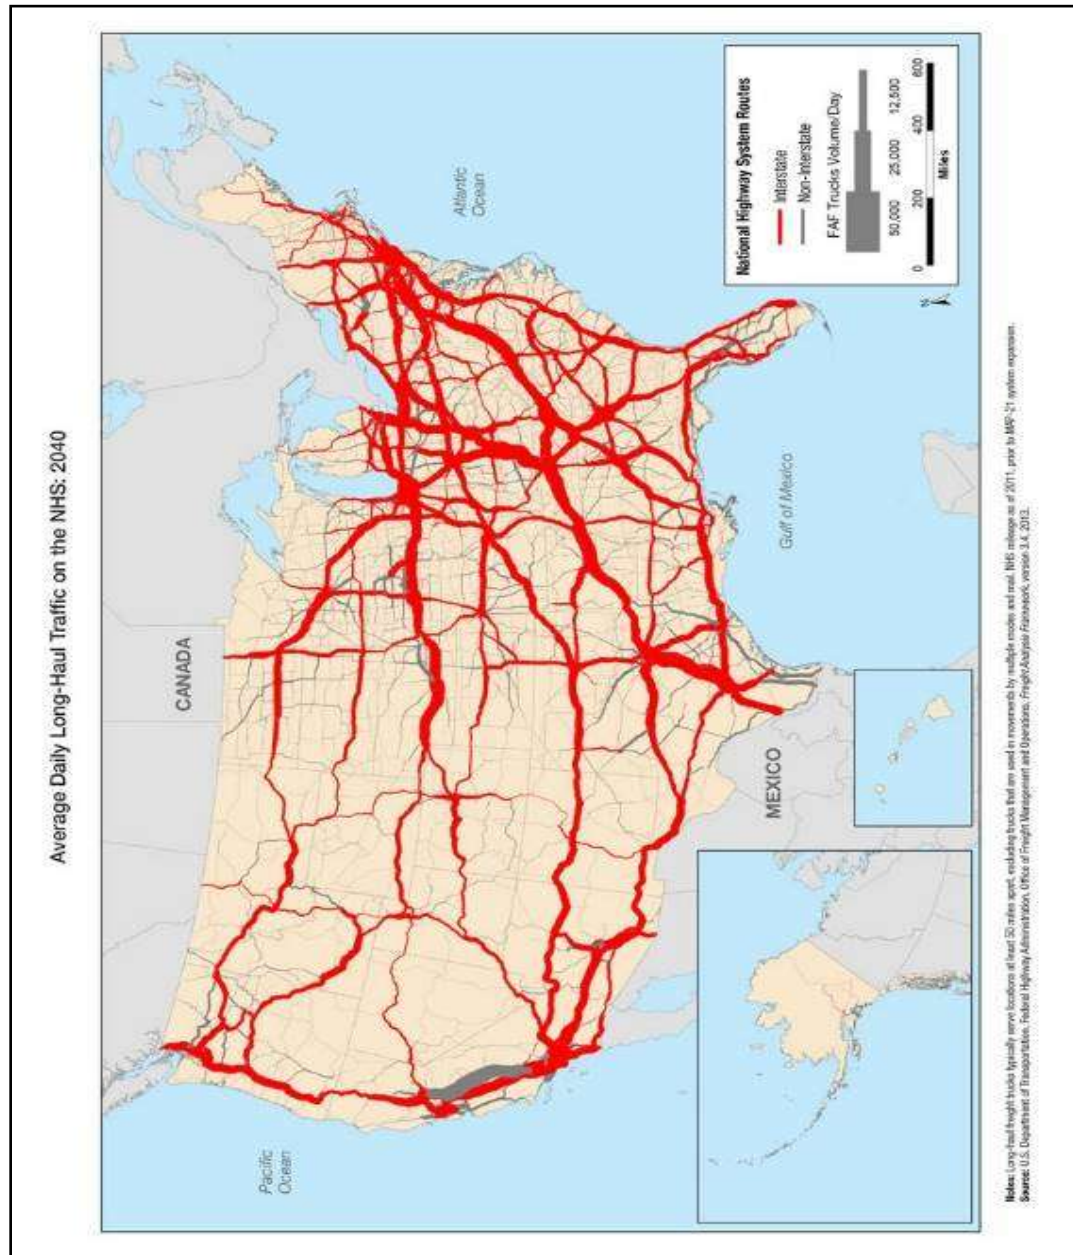 Average Daily Long-Haul Traffic on the NHS: 2040
CANADA
Pacific
Ocean
Atlantic
Ocean
MEXICO
Gulf of Mexico
National Highway System Routes
Interstate
Non-Interstate
FAF Trucks Volume/Day
50,000 25,000 12,500
0 200 400 600
Miles
N
Notes: Long-haul freight trucks typically serve locations at least 50 miles apart, excluding trucks that are used in movements by multiple modes and mail. NHS mileage as of 2011, prior to MAP-21 system expansion.
Source: U.S. Department of Transportation, Federal Highway Administration, Office of Freight Management and Operations, Freight Analysis Framework, version 3.4, 2013.